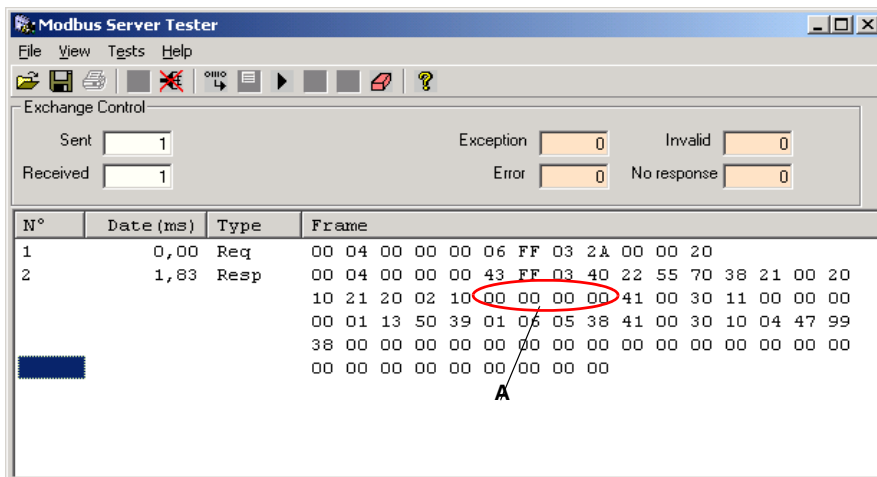 Modbus Server Tester
File View Tests Help
Exchange Control
Sent 1 Exception 0 Invalid 0
Received 1 Error 0 No response 0
N° Date (ms) Type Frame
1 0,00 Req 00 04 00 00 00 06 FF 03 2A 00 00 20
2 1,83 Resp 00 04 00 00 00 43 FF 03 40 22 55 70 38 21 00 20
10 21 20 02 10 00 00 00 00 41 00 30 11 00 00 00
00 01 13 50 39 01 06 05 38 41 00 30 10 04 47 99
38 00 00 00 00 00 00 00 00 00 00 00 00 00 00 00
00 00 00 00 00 00 00 00 00
A